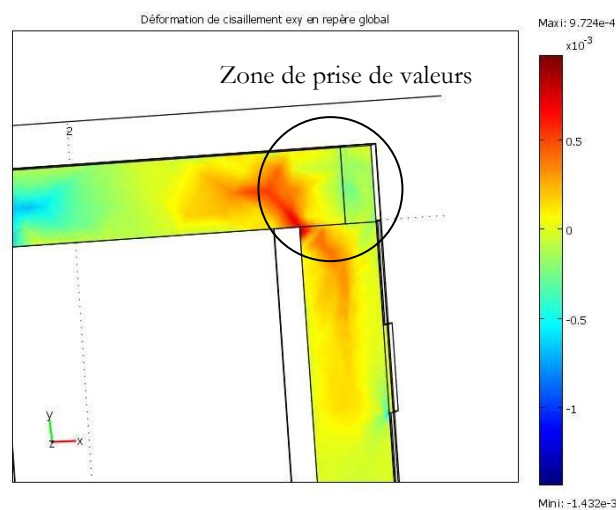 Déformation de cisaillement exy en repère global
Maxi: 9.724e-4
x10⁻³
Zone de prise de valeurs
2
0.5
0
-0.5
-1
y
z
x
Mini: -1.432e-3